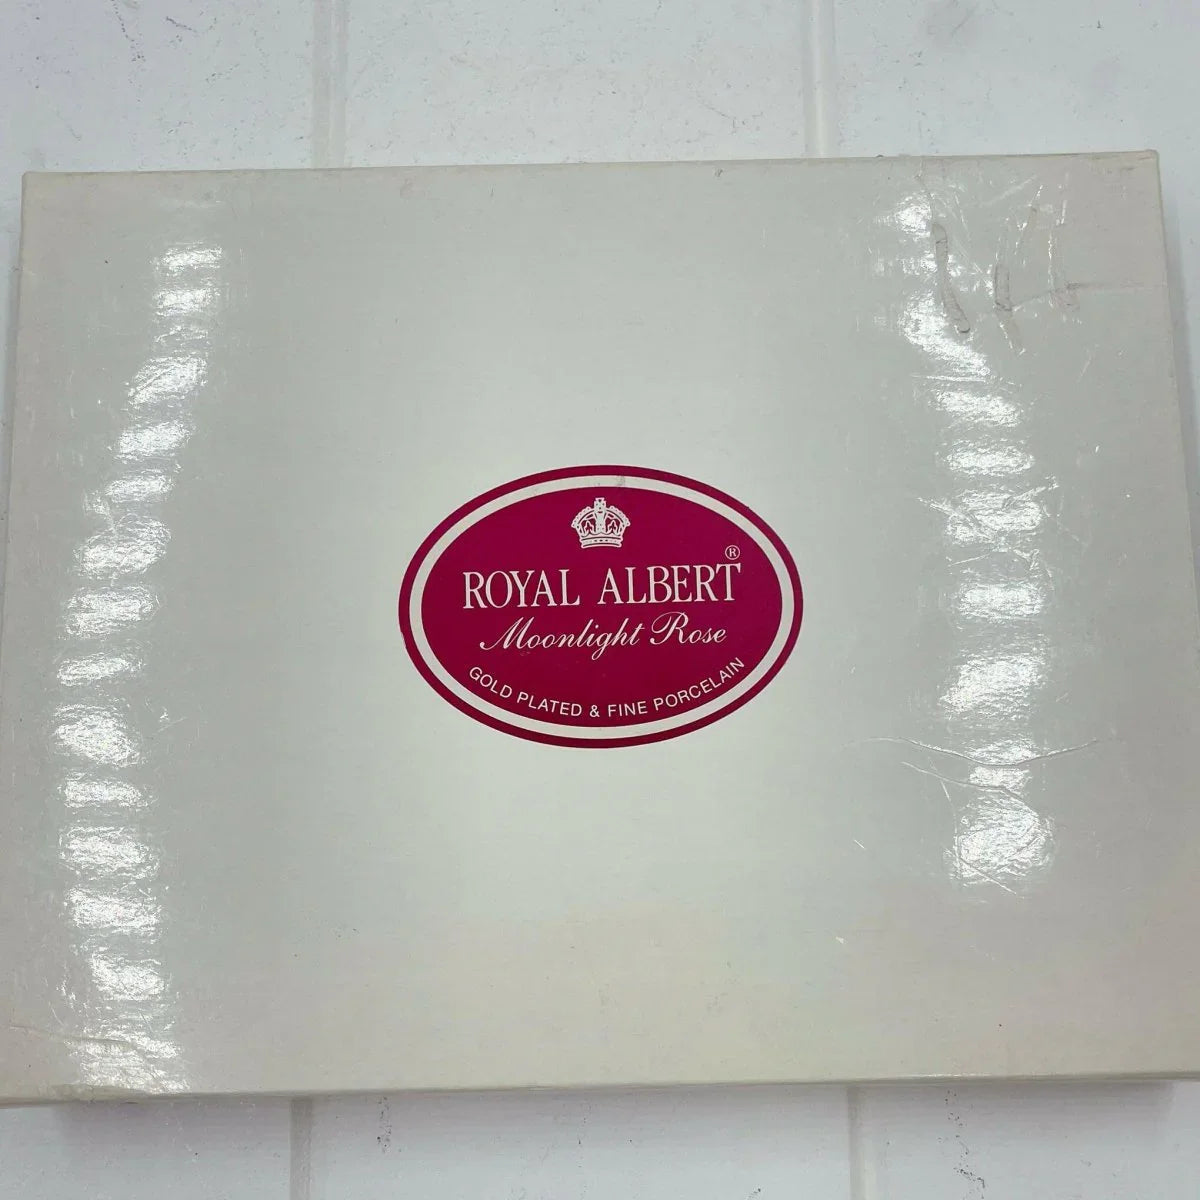 ROYAL ALBERT®
Moonlight Rose
GOLD PLATED & FINE PORCELAIN